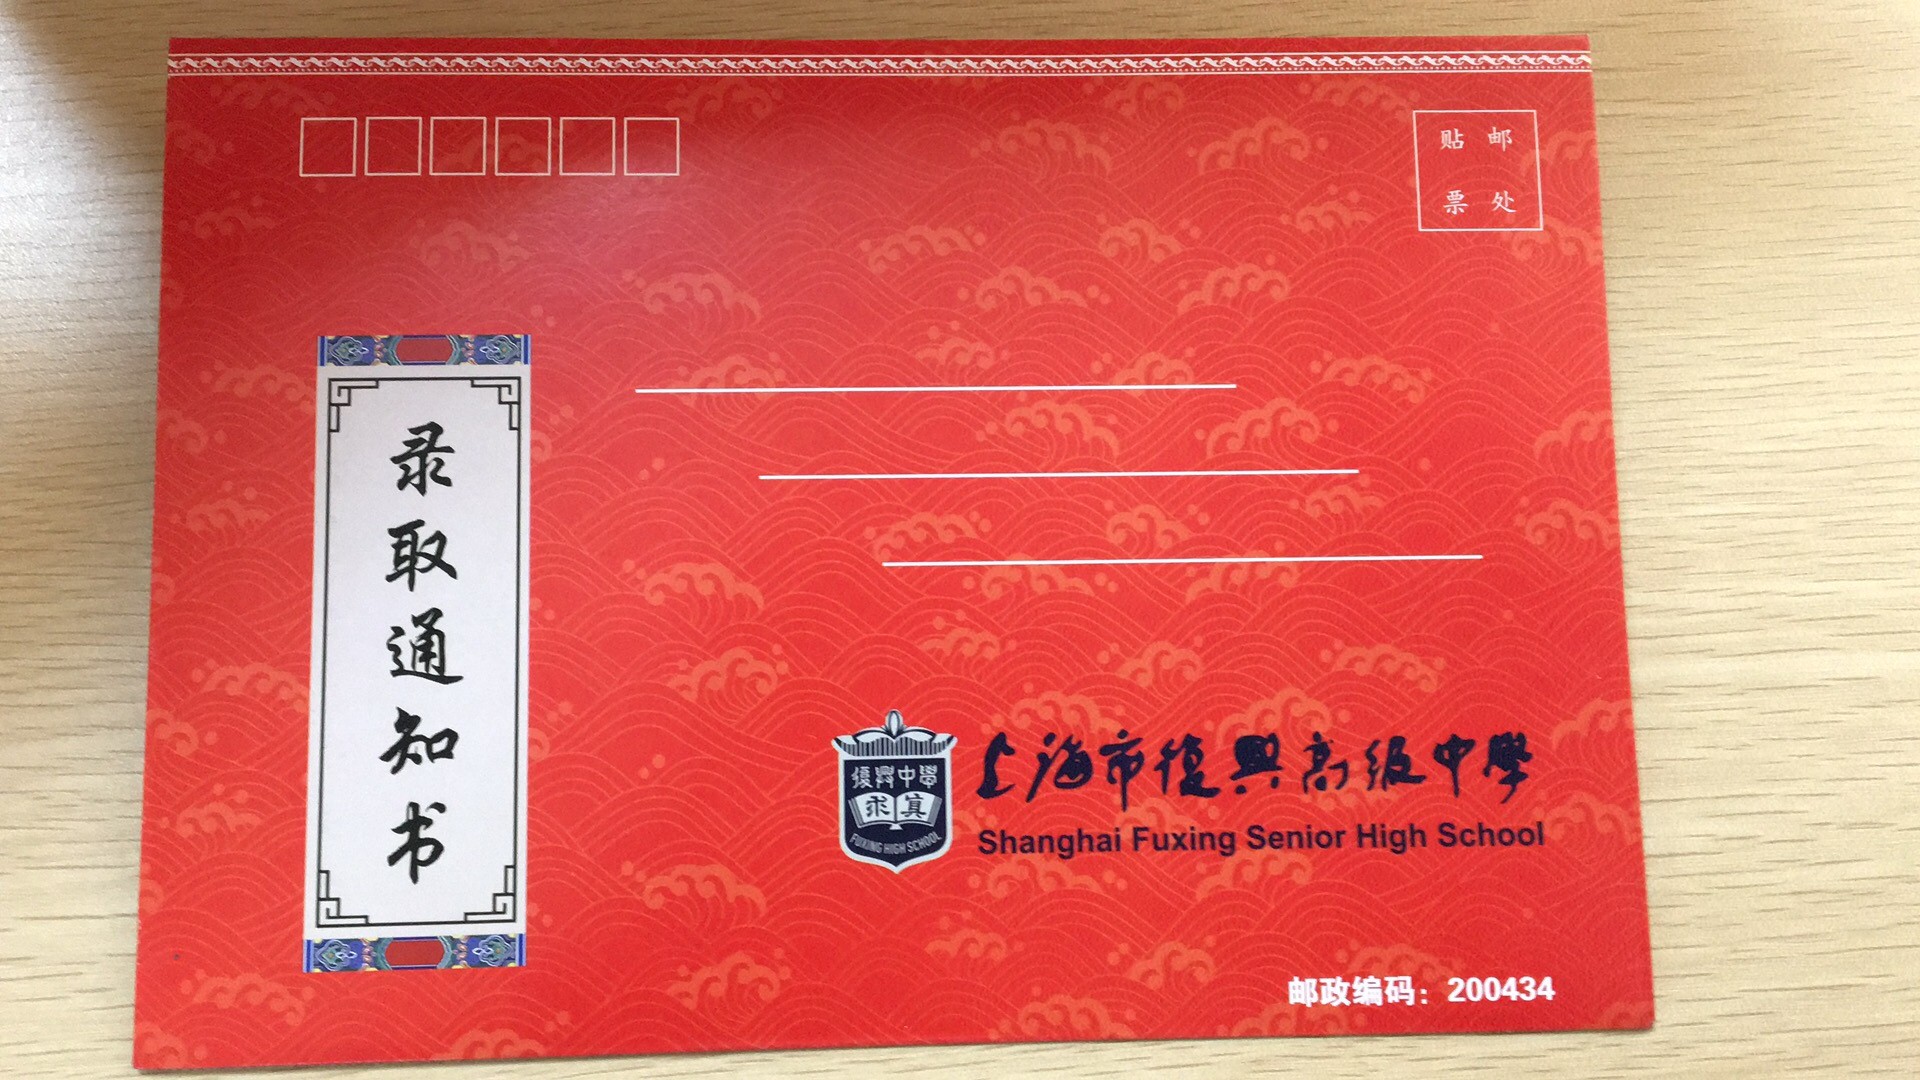 贴 邮
票 处
录取通知书
復興中學
求真
FUXING HIGH SCHOOL
上海市復興高级中學
Shanghai Fuxing Senior High School
邮政编码：200434